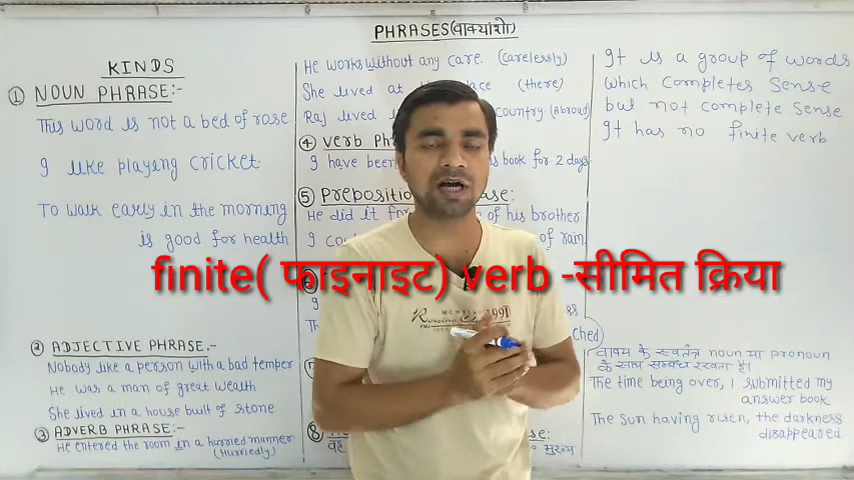 PHRASES(वाक्यांशो)
KINDS
① NOUN PHRASE:-
This word is not a bed of rose
I like playing cricket.
To walk early in the morning
is good for health
② ADJECTIVE PHRASE.-
Nobody like a person with a bad temper
He was a man of great wealth
She lived in a house built of stone
③ ADVERB PHRASE:-
He entered the room in a hurried manner
(Hurriedly)
He works without any care. (carelessly)
She lived at (there)
Raj lived country (Abroad)
④ verb
I have been book for 2 days
⑤ Preposition
He did it for of his brother
I of rain.
ched
⑧
मुख्य
It is a group of words
which completes sense
but not complete sense
It has no finite verb
वाक्य के स्वतंत्र noun या pronoun
के साथ सम्बंध रखता है।
The time being over, I submitted my
answer book
The sun having risen, the darkness
disappeared
finite( फाइनाइट) verb -सीमित क्रिया
1991